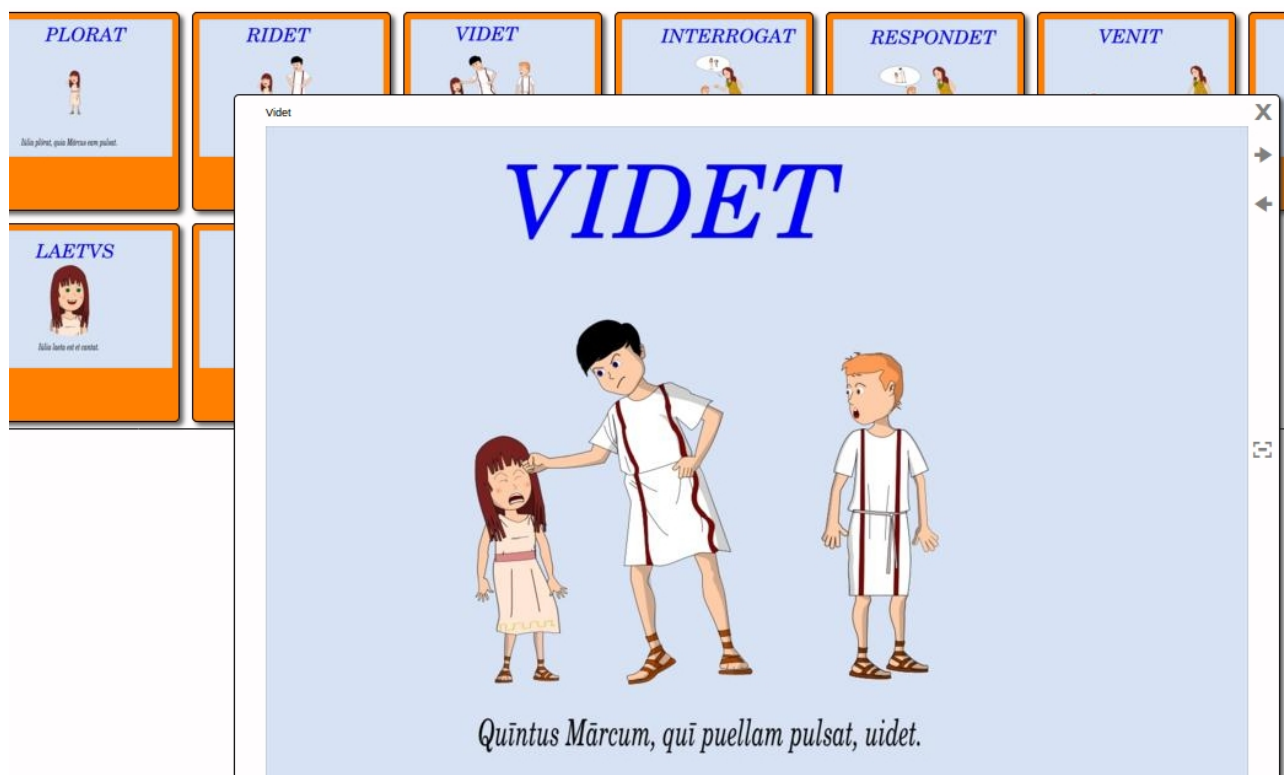 PLORAT
RIDET
VIDET
INTERROGAT
RESPONDET
VENIT
Iūlia plōrat, quia Mārcus eam pulsat.
LAETVS
Iūlia laeta est et cantat.
Videt
X
VIDET
Quīntus Mārcum, quī puellam pulsat, uidet.